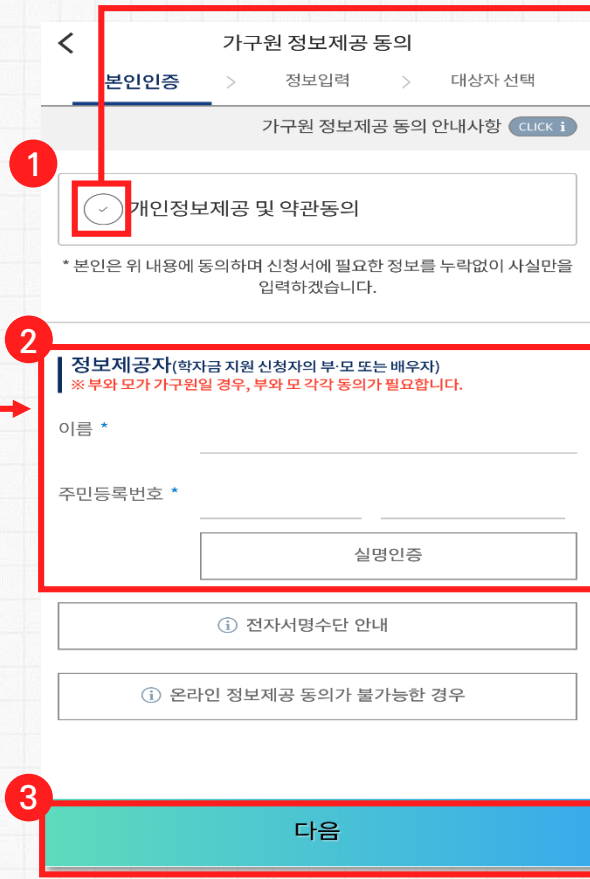 가구원 정보제공 동의
본인인증 > 정보입력 > 대상자 선택
가구원 정보제공 동의 안내사항 CLICK i
1
개인정보제공 및 약관동의
* 본인은 위 내용에 동의하며 신청서에 필요한 정보를 누락없이 사실만을
입력하겠습니다.
2
정보제공자(학자금 지원 신청자의 부·모 또는 배우자)
※ 부와 모가 가구원일 경우, 부와 모 각각 동의가 필요합니다.
이름 *
주민등록번호 *
실명인증
i 전자서명수단 안내
i 온라인 정보제공 동의가 불가능한 경우
3
다음